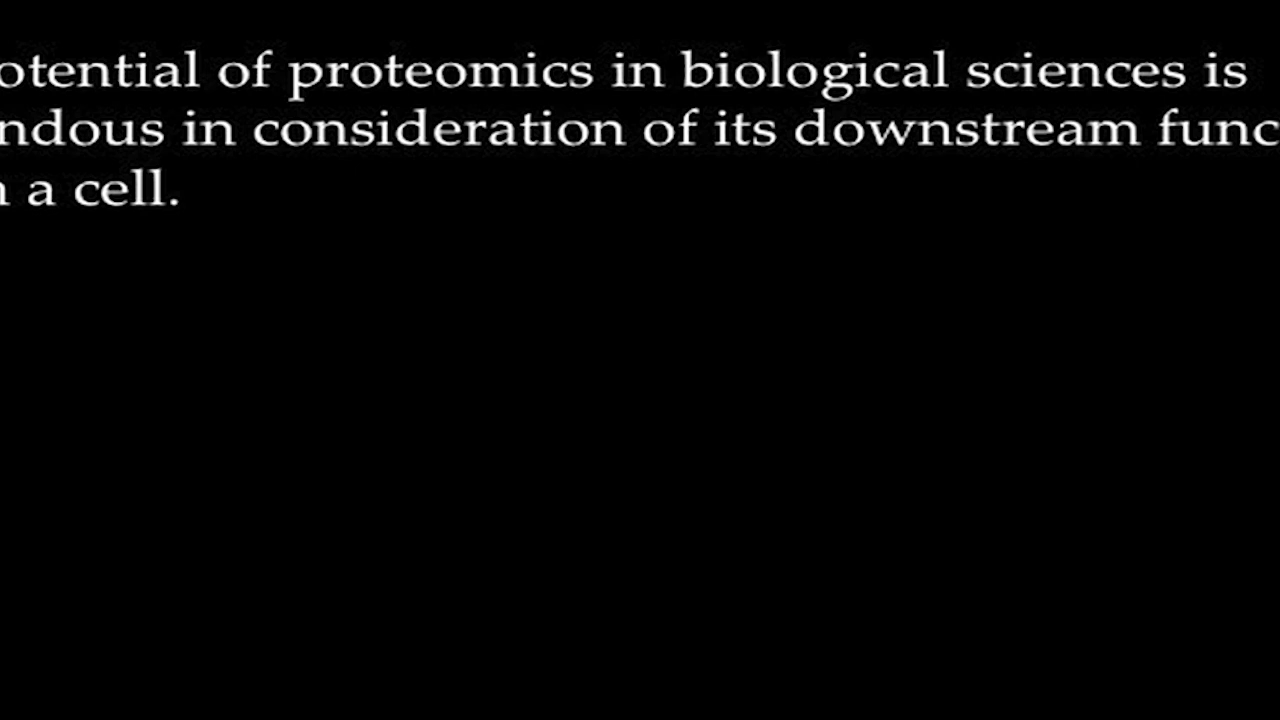 otential of proteomics in biological sciences is
ndous in consideration of its downstream func
a cell.